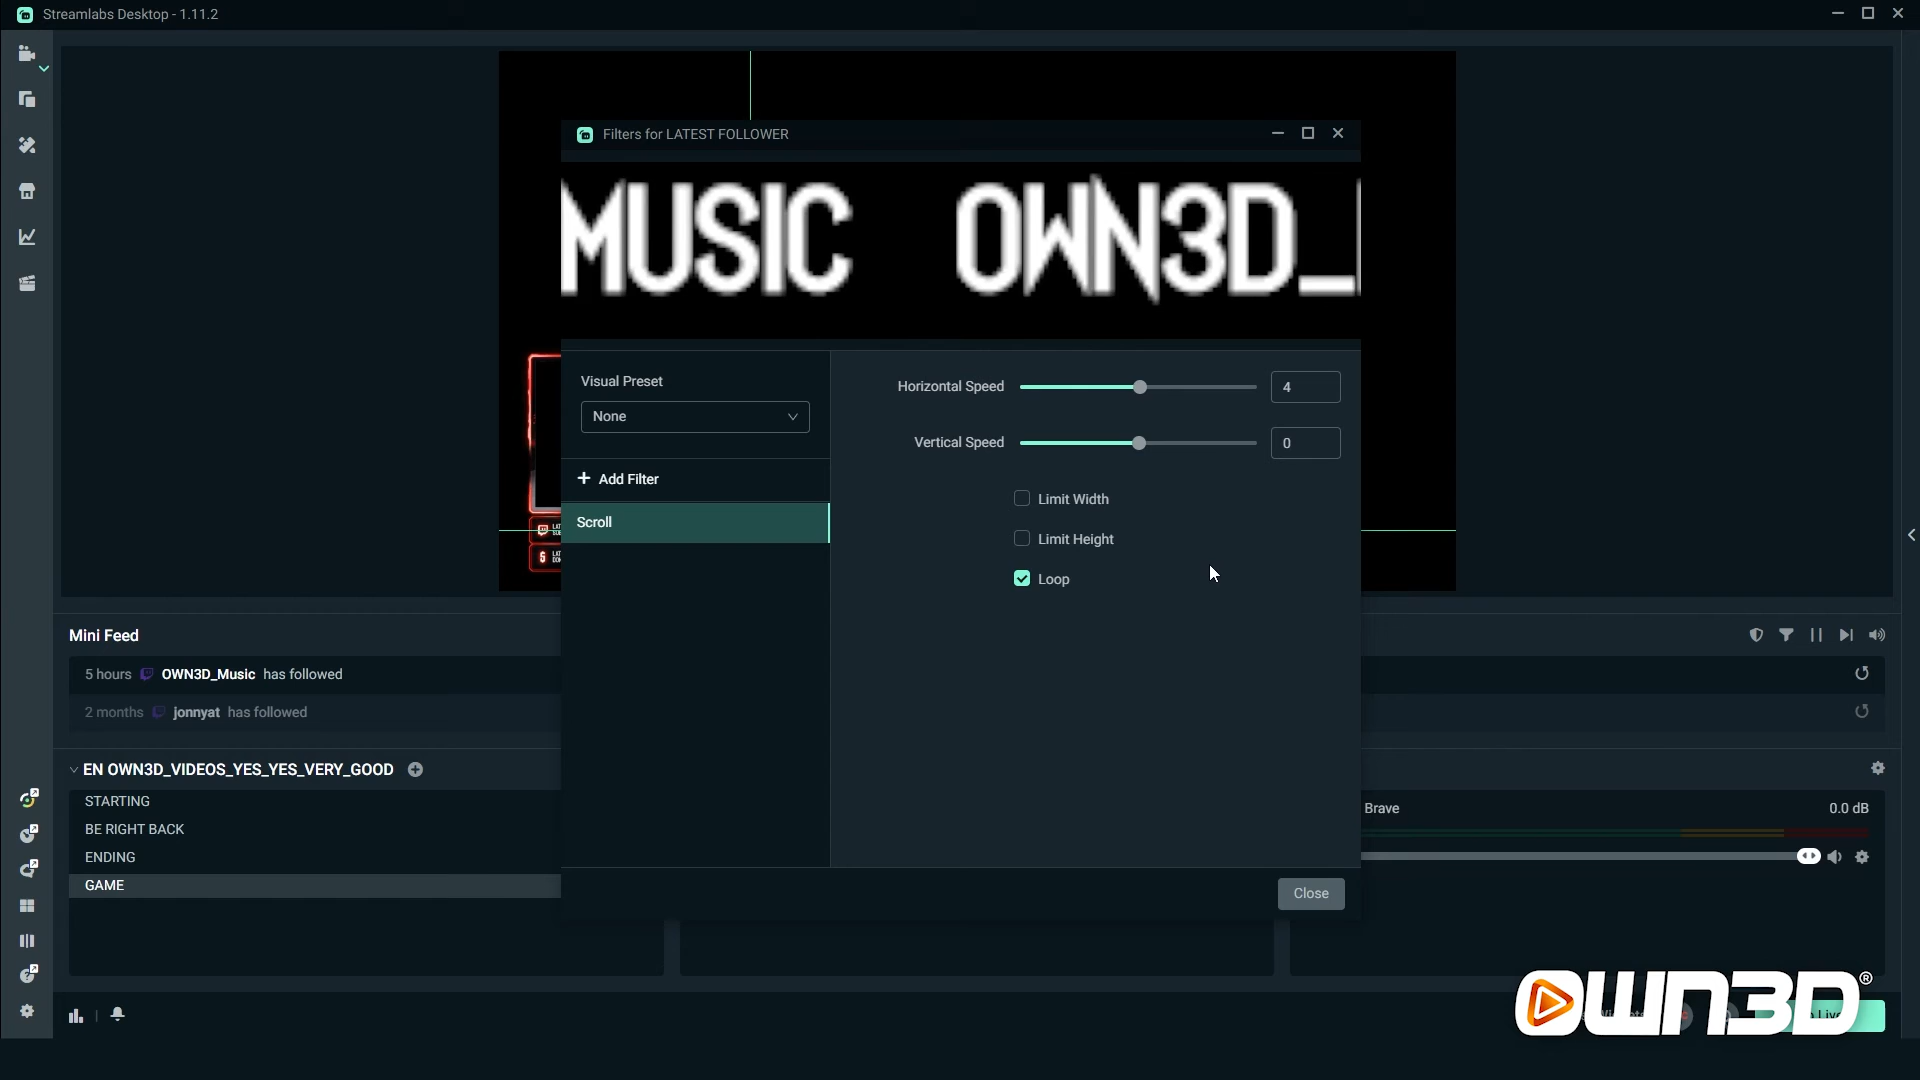 Streamlabs Desktop - 1.11.2
Filters for LATEST FOLLOWER
MUSIC OWN3D_
Visual Preset
None
Add Filter
Scroll
Horizontal Speed 4
Vertical Speed 0
Limit Width
Limit Height
Loop
Close
Mini Feed
5 hours OWN3D_Music has followed
2 months jonnyat has followed
EN OWN3D_VIDEOS_YES_YES_VERY_GOOD
STARTING
BE RIGHT BACK
ENDING
GAME
Brave 0.0 dB
OWN3D®